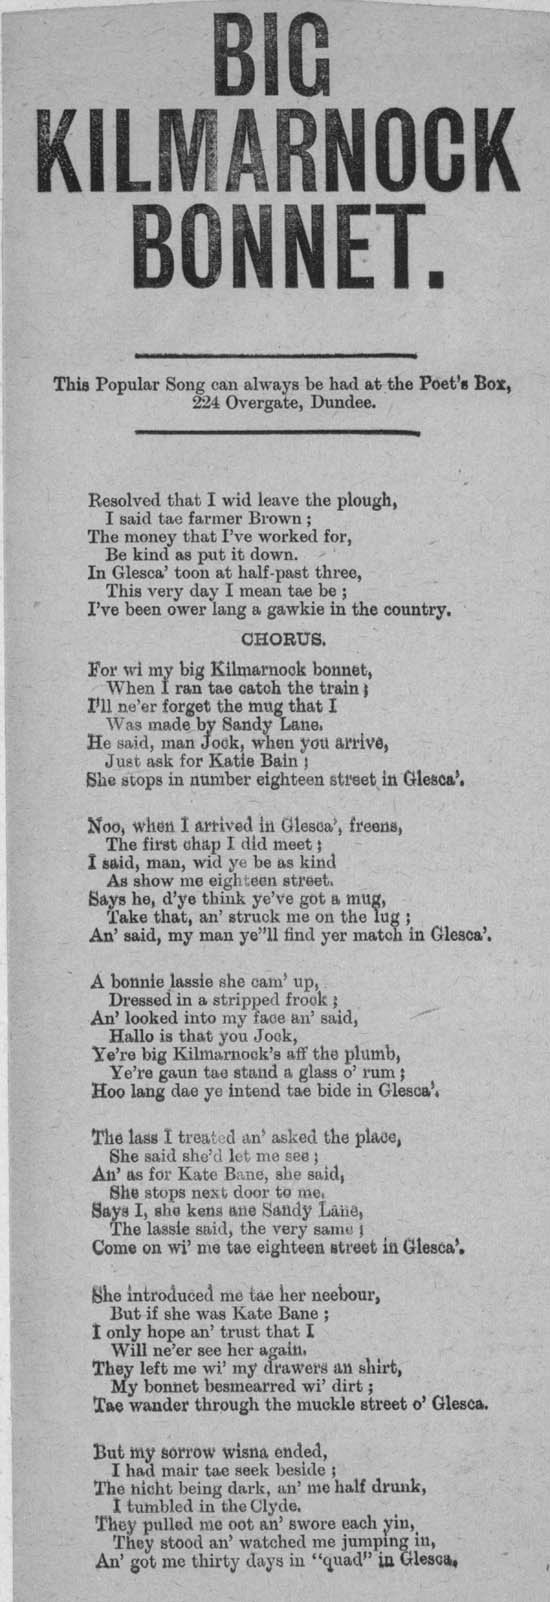 BIG
KILMARNOCK
BONNET.
This Popular Song can always be had at the Poet's Box,
224 Overgate, Dundee.
Resolved that I wid leave the plough,
I said tae farmer Brown ;
The money that I've worked for,
Be kind as put it down.
In Glesca' toon at half-past three,
This very day I mean tae be ;
I've been ower lang a gawkie in the country.
CHORUS.
For wi my big Kilmarnock bonnet,
When I ran tae catch the train ;
I'll ne'er forget the mug that I
Was made by Sandy Lane.
He said, man Jock, when you arrive,
Just ask for Katie Bain ;
She stops in number eighteen street in Glesca'.
Noo, when I arrived in Glesca', freens,
The first chap I did meet ;
I said, man, wid ye be as kind
As show me eighteen street.
Says he, d'ye think ye've got a mug,
Take that, an' struck me on the lug ;
An' said, my man ye"ll find yer match in Glesca'.
A bonnie lassie she cam' up,
Dressed in a stripped frock ;
An' looked into my face an' said,
Hallo is that you Jock,
Ye're big Kilmarnock's aff the plumb,
Ye're gaun tae stand a glass o' rum ;
Hoo lang dae ye intend tae bide in Glesca'.
The lass I treated an' asked the place,
She said she'd let me see ;
An' as for Kate Bane, she said,
She stops next door to me.
Says I, she kens ane Sandy Lane,
The lassie said, the very same ;
Come on wi' me tae eighteen street in Glesca'.
She introduced me tae her neebour,
But if she was Kate Bane ;
I only hope an' trust that I
Will ne'er see her again.
They left me wi' my drawers an shirt,
My bonnet besmearred wi' dirt ;
Tae wander through the muckle street o' Glesca.
But my sorrow wisna ended,
I had mair tae seek beside ;
The nicht being dark, an' me half drunk,
I tumbled in the Clyde.
They pulled me oot an' swore each yin,
They stood an' watched me jumping in,
An' got me thirty days in "quad" in Glesca.